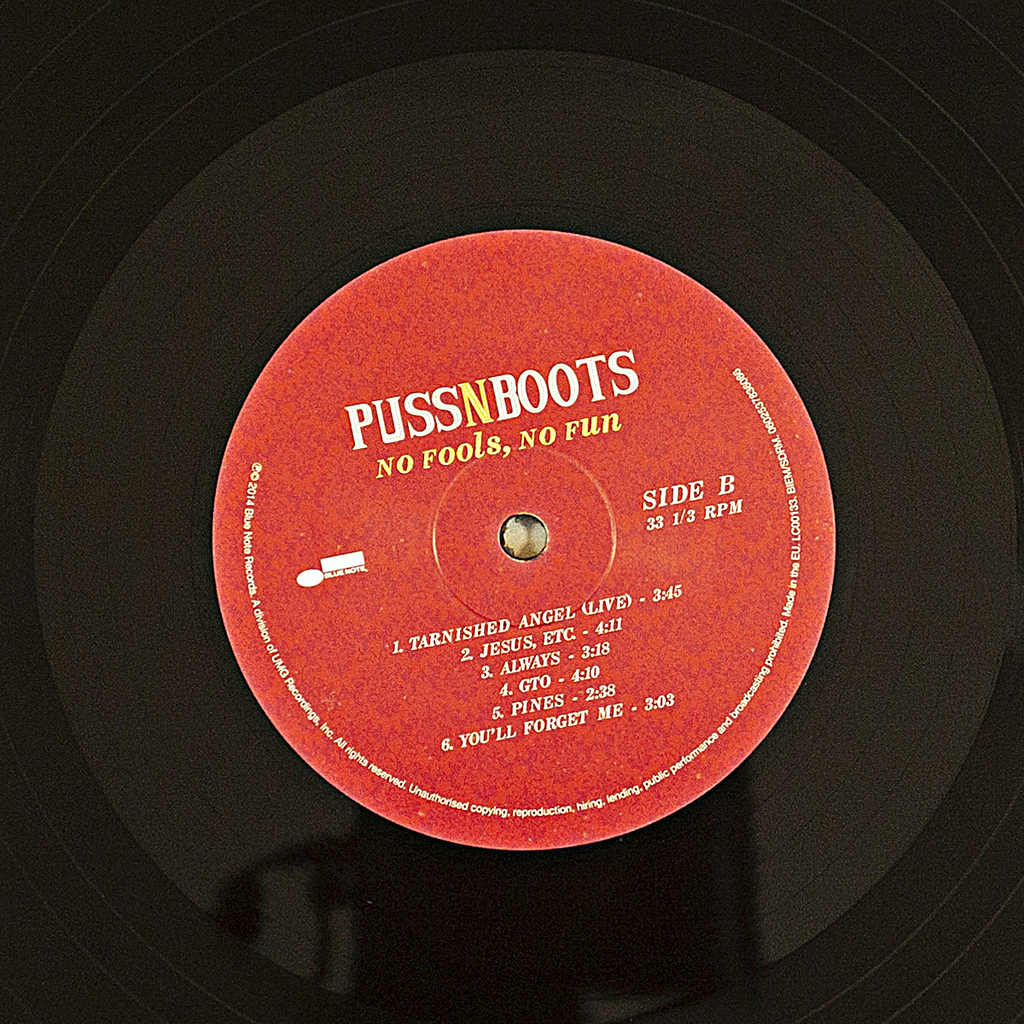 PUSSNBOOTS
NO FOOLS, NO Fun
SIDE B
33 1/3 RPM
BLUE NOTE
1. TARNISHED ANGEL (LIVE) - 3:45
2. JESUS, ETC. - 4:11
3. ALWAYS - 3:18
4. GTO - 4:10
5. PINES - 2:38
6. YOU'LL FORGET ME - 3:03
℗© 2014 Blue Note Records. A division of UMG Recordings, Inc. All rights reserved. Unauthorised copying, reproduction, hiring, lending, public performance and broadcasting prohibited. Made in the EU. LC00133. BIEM/SDRM. 0602537836086